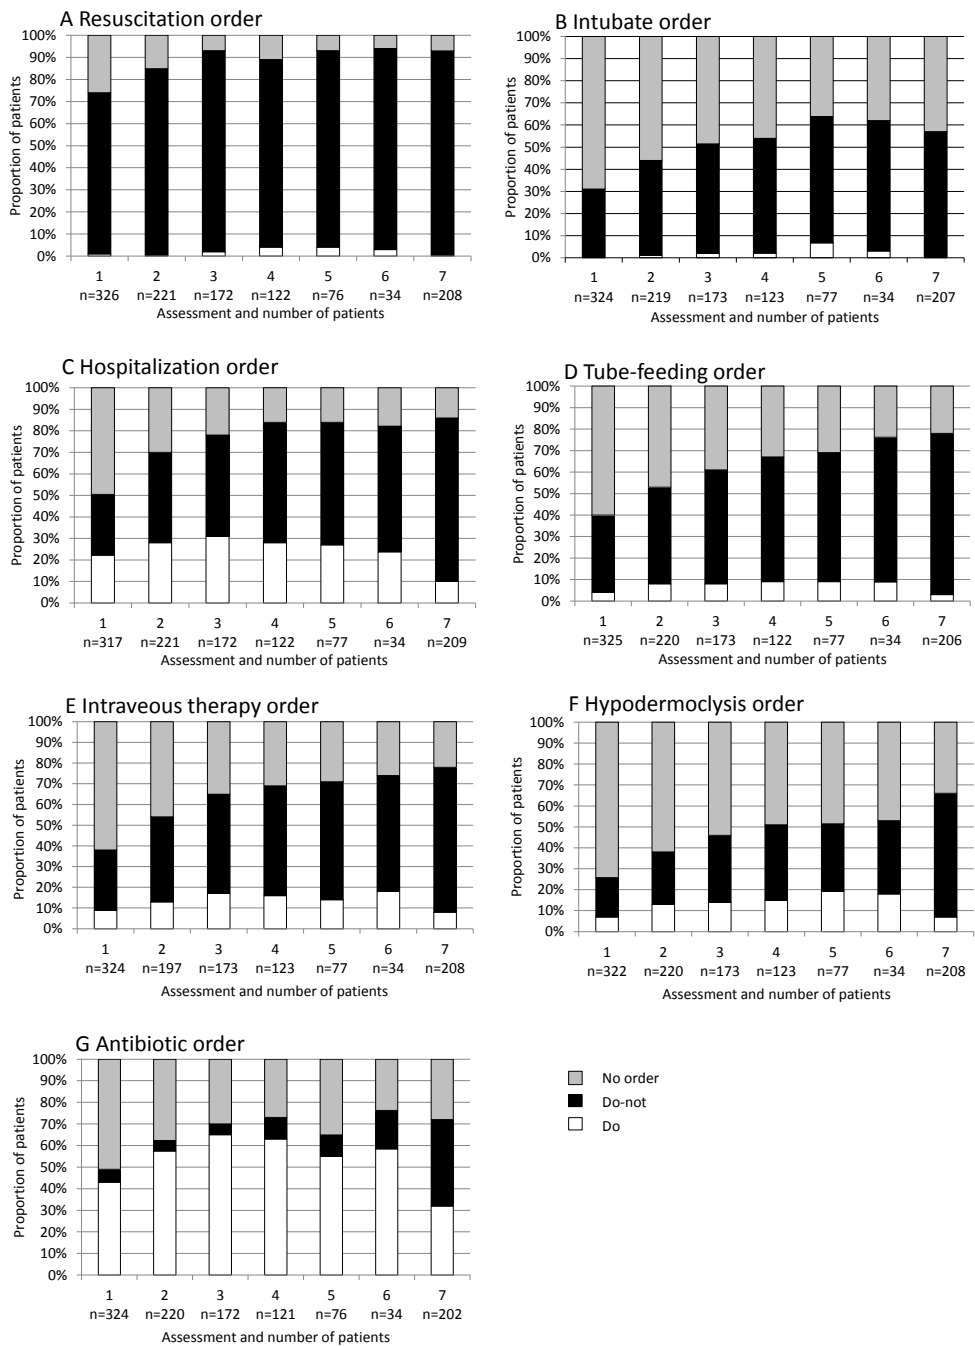 A Resuscitation order
100%
90%
80%
70%
60%
50%
40%
30%
20%
10%
0%
Proportion of patients
1 2 3 4 5 6 7
n=326 n=221 n=172 n=122 n=76 n=34 n=208
Assessment and number of patients
B Intubate order
100%
90%
80%
70%
60%
50%
40%
30%
20%
10%
0%
Proportion of patients
1 2 3 4 5 6 7
n=324 n=219 n=173 n=123 n=77 n=34 n=207
Assessment and number of patients
C Hospitalization order
100%
90%
80%
70%
60%
50%
40%
30%
20%
10%
0%
Proportion of patients
1 2 3 4 5 6 7
n=317 n=221 n=172 n=122 n=77 n=34 n=209
Assessment and number of patients
D Tube-feeding order
100%
90%
80%
70%
60%
50%
40%
30%
20%
10%
0%
Proportion of patients
1 2 3 4 5 6 7
n=325 n=220 n=173 n=122 n=77 n=34 n=206
Assessment and number of patients
E Intraveous therapy order
100%
90%
80%
70%
60%
50%
40%
30%
20%
10%
0%
Proportion of patients
1 2 3 4 5 6 7
n=324 n=197 n=173 n=123 n=77 n=34 n=208
Assessment and number of patients
F Hypodermoclysis order
100%
90%
80%
70%
60%
50%
40%
30%
20%
10%
0%
Proportion of patients
1 2 3 4 5 6 7
n=322 n=220 n=173 n=123 n=77 n=34 n=208
Assessment and number of patients
G Antibiotic order
100%
90%
80%
70%
60%
50%
40%
30%
20%
10%
0%
Proportion of patients
1 2 3 4 5 6 7
n=324 n=220 n=172 n=121 n=76 n=34 n=202
Assessment and number of patients
No order
Do-not
Do